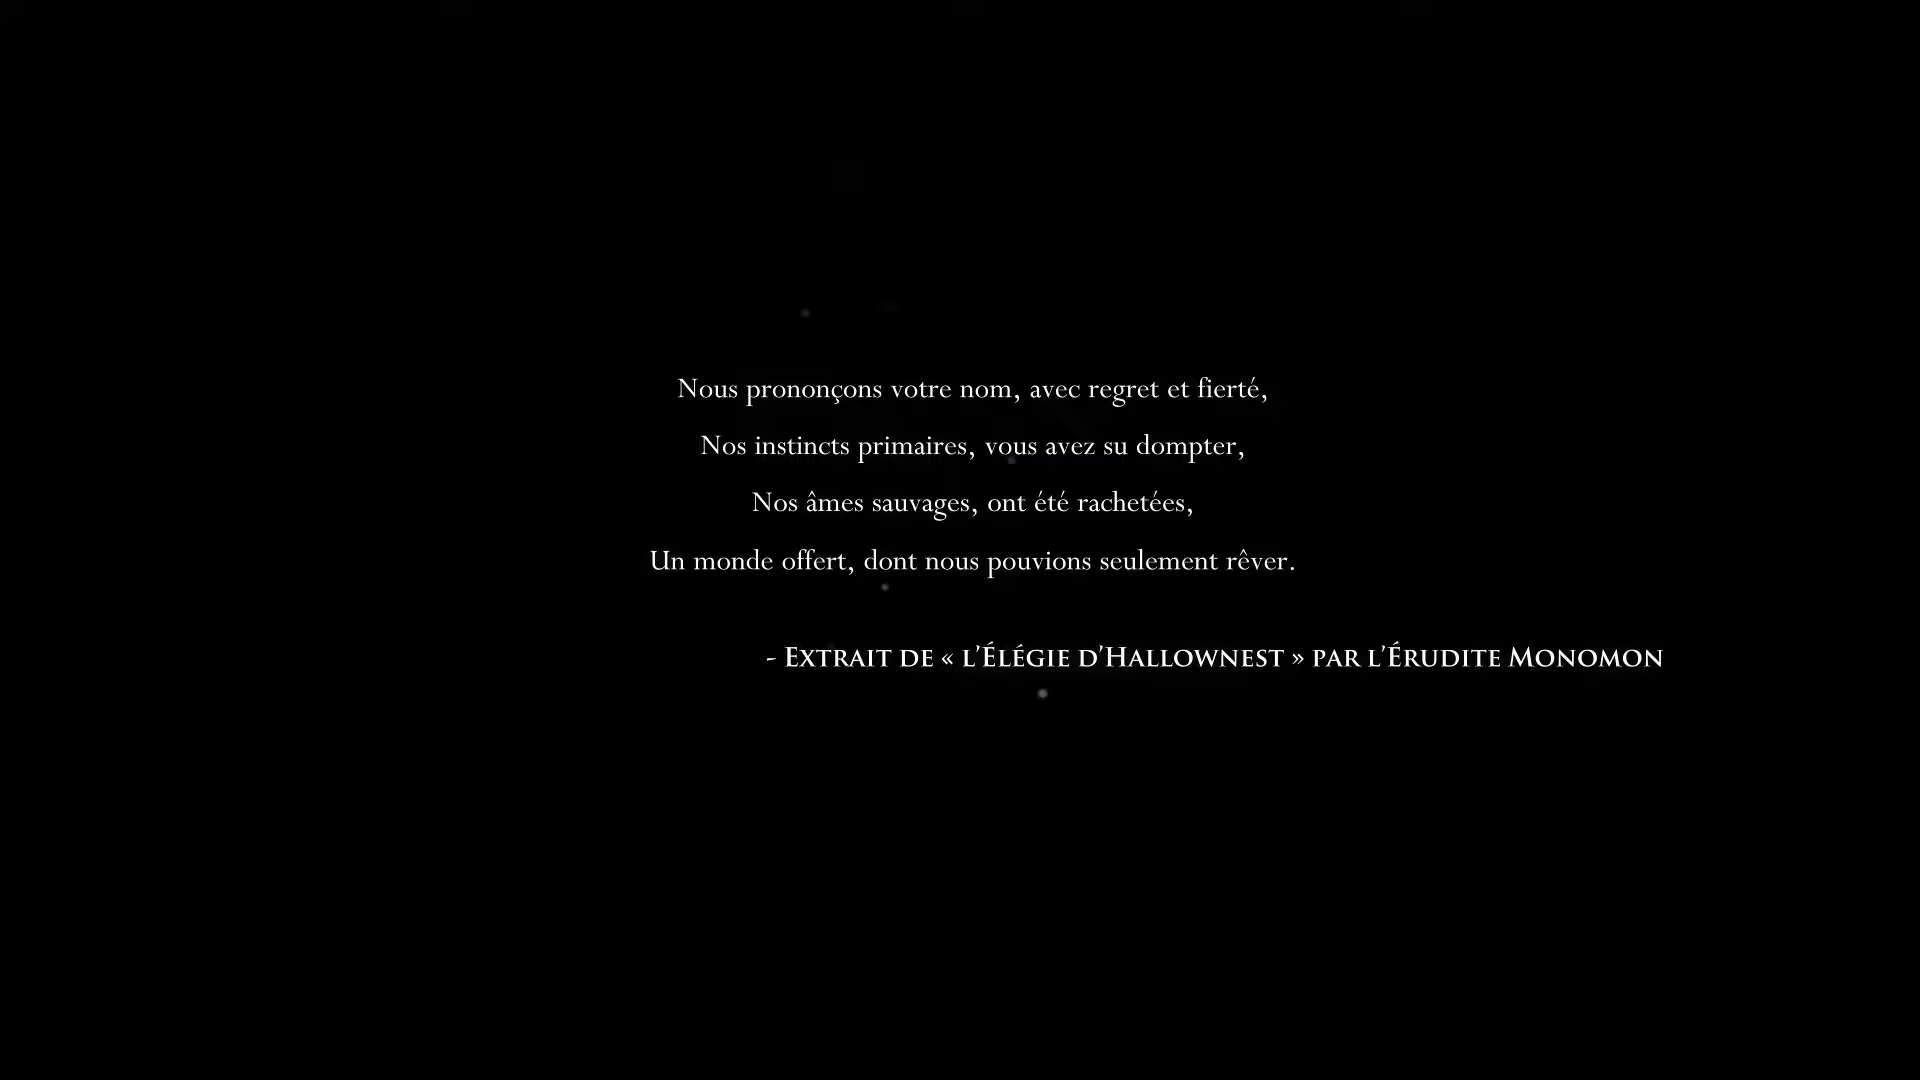 Nous prononçons votre nom, avec regret et fierté,
Nos instincts primaires, vous avez su dompter,
Nos âmes sauvages, ont été rachetées,
Un monde offert, dont nous pouvions seulement rêver.
- Extrait de « l’Élégie d’Hallownest » par l’Érudite Monomon